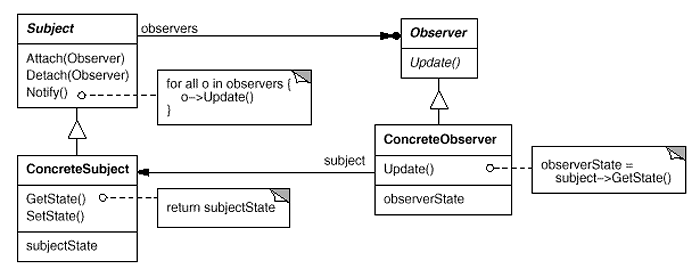 Subject
observers
Observer
Attach(Observer)
Detach(Observer)
Notify()
Update()
for all o in observers {
o->Update()
}
ConcreteSubject
subject
ConcreteObserver
GetState()
SetState()
subjectState
return subjectState
Update()
observerState
observerState =
subject->GetState()